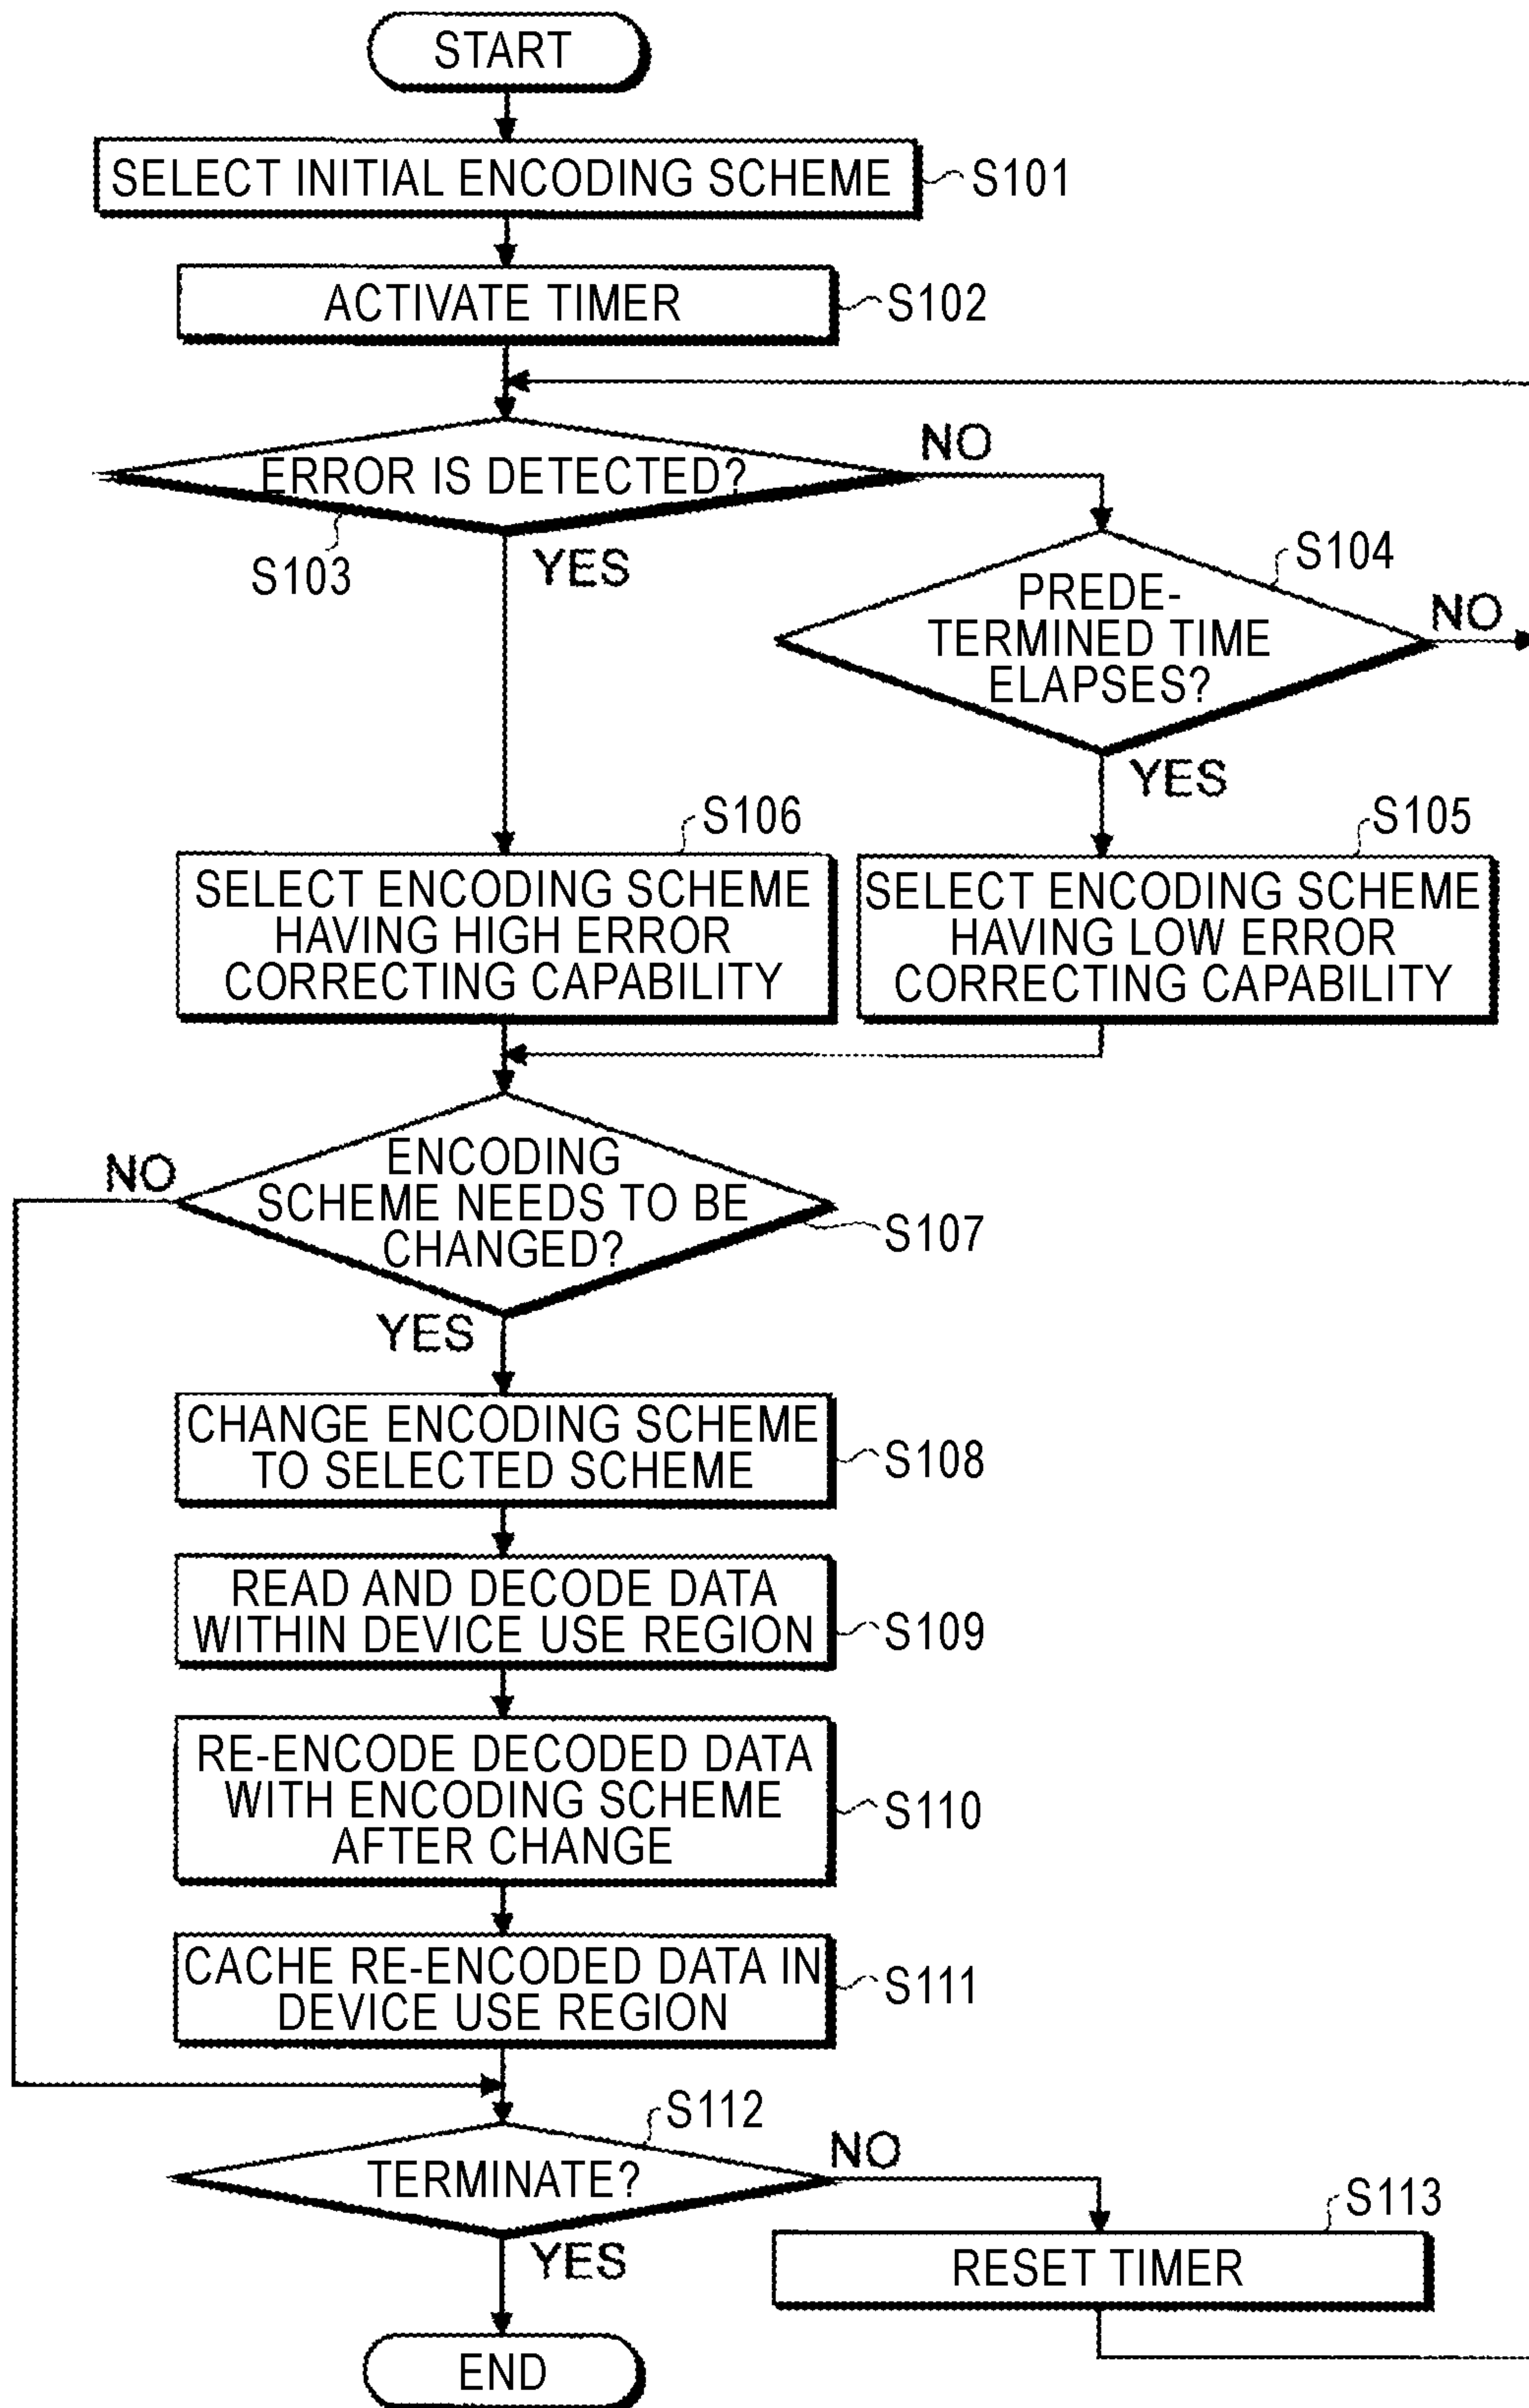 START
SELECT INITIAL ENCODING SCHEME
S101
ACTIVATE TIMER
S102
ERROR IS DETECTED?
NO
S103
YES
S104
PREDE-
TERMINED TIME
ELAPSES?
NO
YES
S106
SELECT ENCODING SCHEME
HAVING HIGH ERROR
CORRECTING CAPABILITY
S105
SELECT ENCODING SCHEME
HAVING LOW ERROR
CORRECTING CAPABILITY
NO
ENCODING
SCHEME NEEDS TO BE
CHANGED?
S107
YES
CHANGE ENCODING SCHEME
TO SELECTED SCHEME
S108
READ AND DECODE DATA
WITHIN DEVICE USE REGION
S109
RE-ENCODE DECODED DATA
WITH ENCODING SCHEME
AFTER CHANGE
S110
CACHE RE-ENCODED DATA IN
DEVICE USE REGION
S111
S112
TERMINATE?
NO
YES
S113
RESET TIMER
END